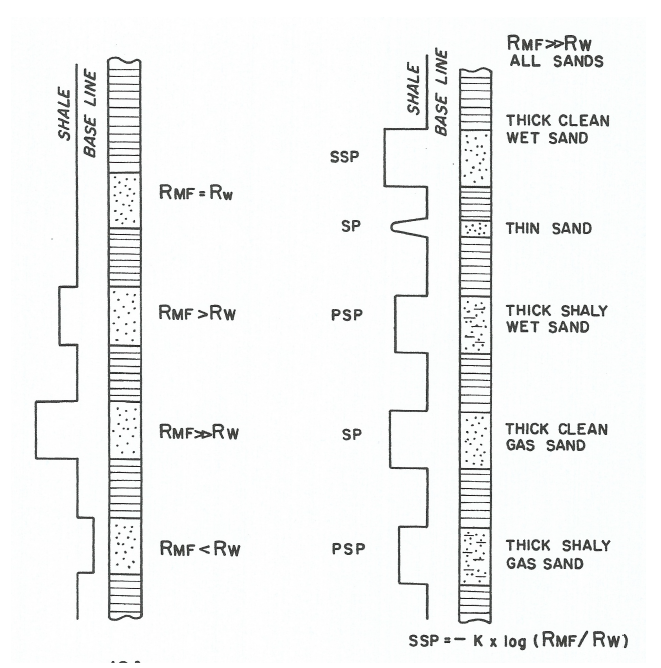 SHALE
BASE LINE
RMF = RW
RMF > RW
RMF >> RW
RMF < RW
RMF >> RW
ALL SANDS
SHALE
BASE LINE
SSP
THICK CLEAN
WET SAND
SP
THIN SAND
PSP
THICK SHALY
WET SAND
SP
THICK CLEAN
GAS SAND
PSP
THICK SHALY
GAS SAND
SSP = - K x log (RMF/RW)